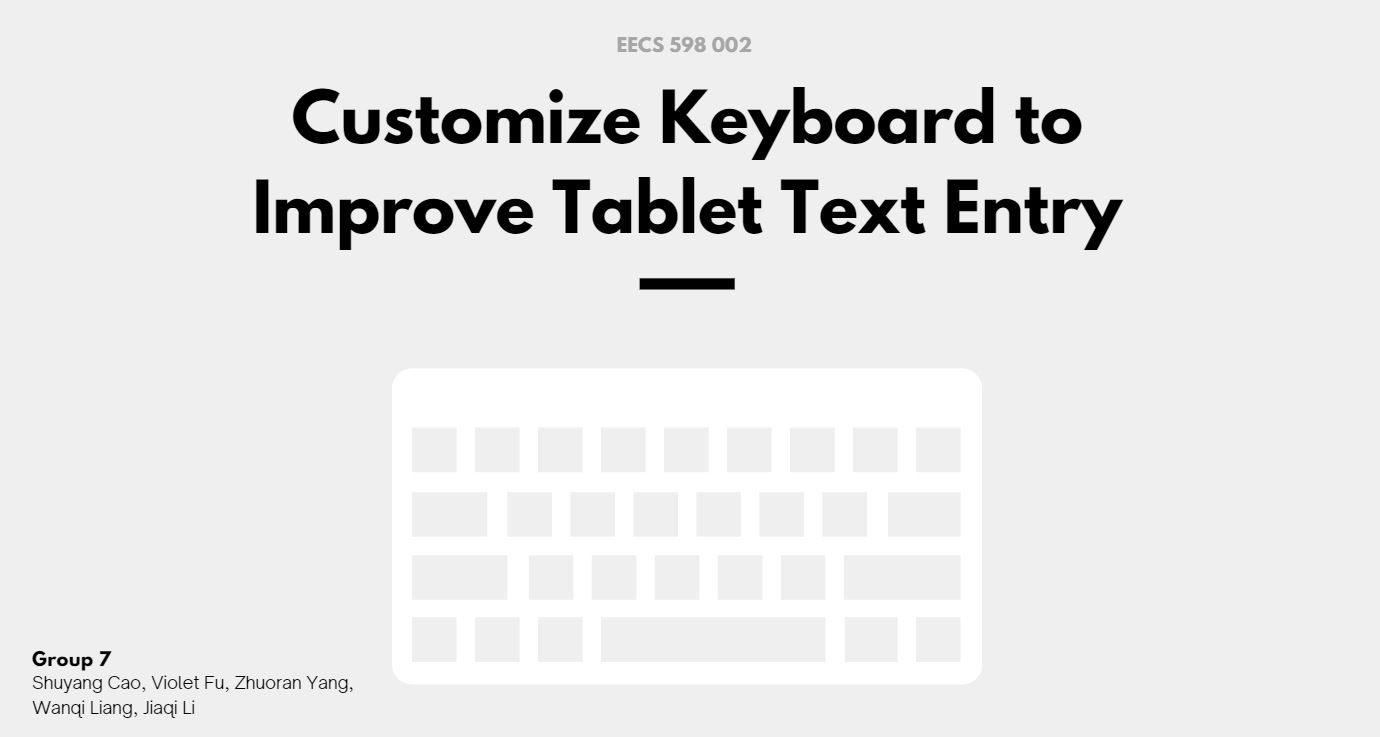 EECS 598 002
Customize Keyboard to
Improve Tablet Text Entry
Group 7
Shuyang Cao, Violet Fu, Zhuoran Yang,
Wanqi Liang, Jiaqi Li